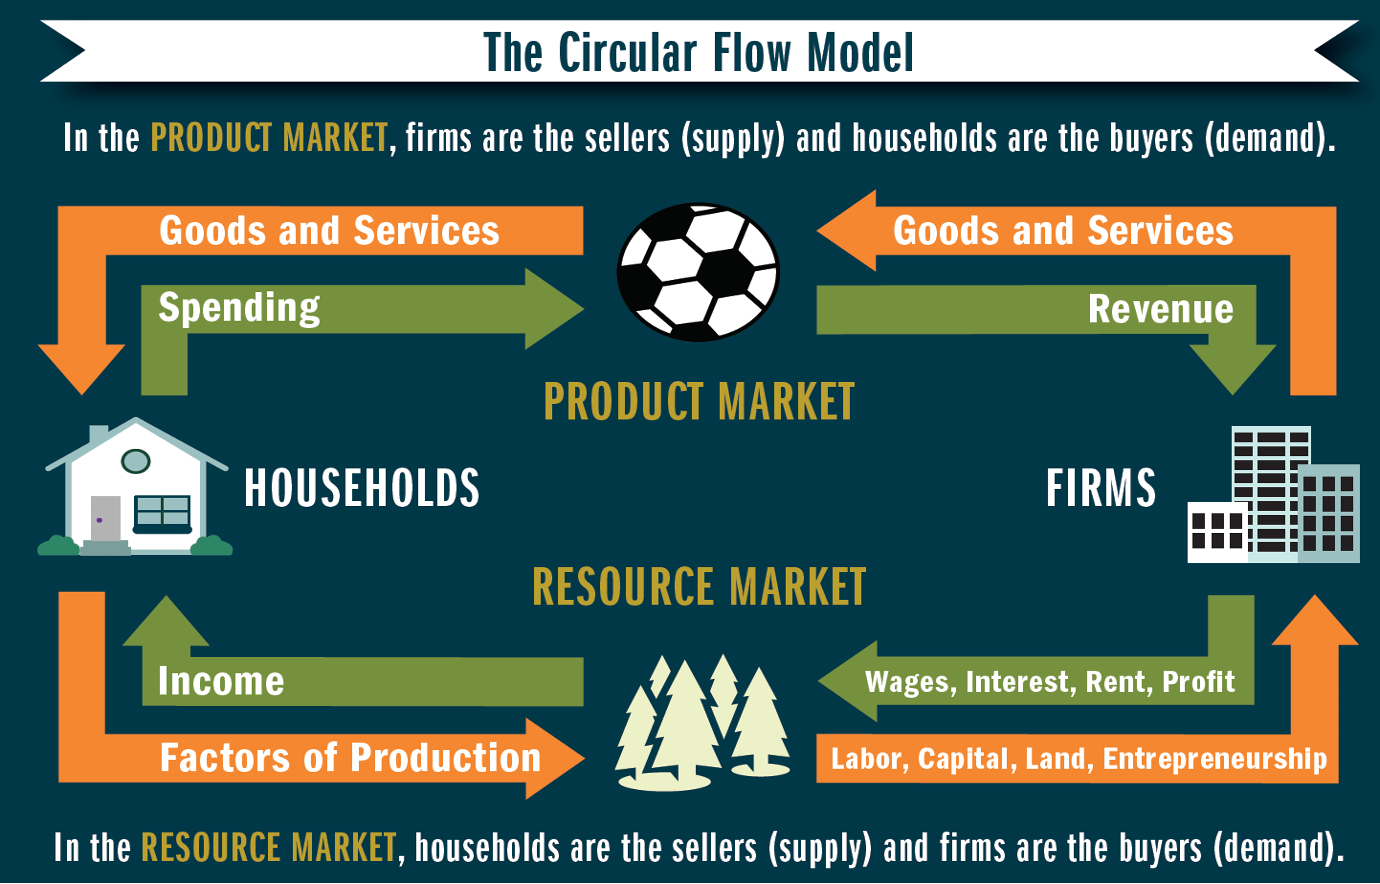 The Circular Flow Model
In the PRODUCT MARKET, firms are the sellers (supply) and households are the buyers (demand).
Goods and Services
Goods and Services
Spending
Revenue
PRODUCT MARKET
HOUSEHOLDS
FIRMS
RESOURCE MARKET
Income
Wages, Interest, Rent, Profit
Factors of Production
Labor, Capital, Land, Entrepreneurship
In the RESOURCE MARKET, households are the sellers (supply) and firms are the buyers (demand).